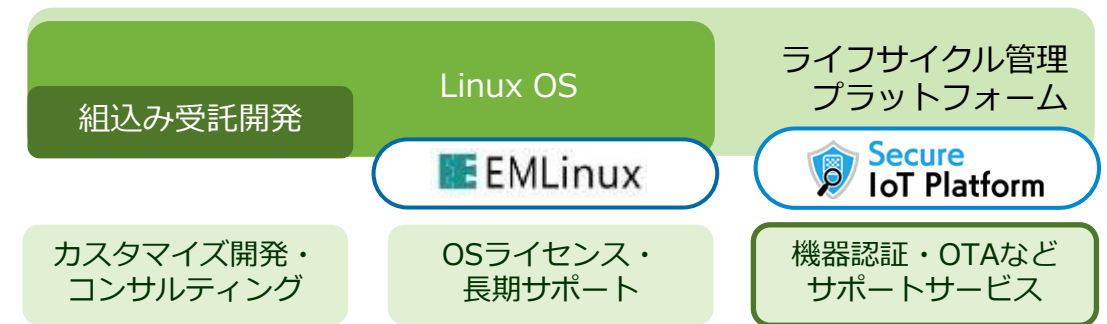 組込み受託開発
Linux OS
ライフサイクル管理
プラットフォーム
EMLinux
Secure
IoT Platform
カスタマイズ開発・
コンサルティング
OSライセンス・
長期サポート
機器認証・OTAなど
サポートサービス